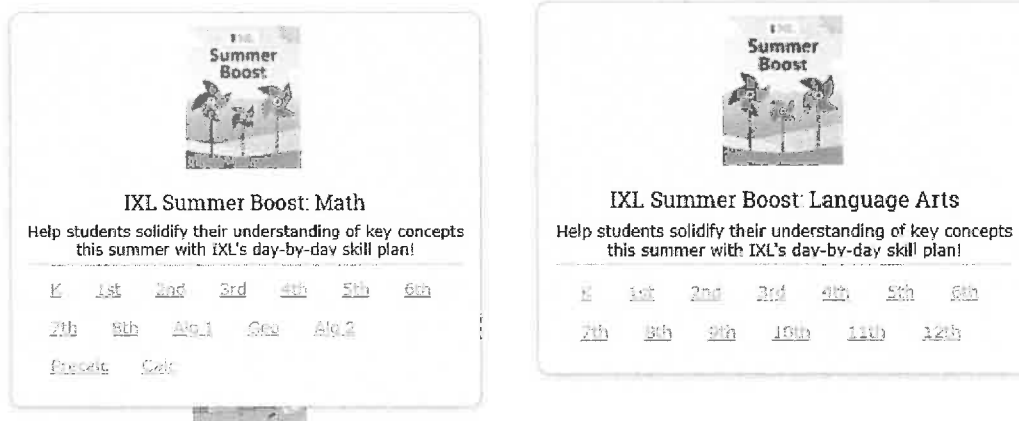 IXL
Summer
Boost
IXL Summer Boost: Math
Help students solidify their understanding of key concepts
this summer with IXL's day-by-day skill plan!
K 1st 2nd 3rd 4th 5th 6th
7th 8th Alg 1 Geo Alg 2
Precalc Calc
IXL
Summer
Boost
IXL Summer Boost: Language Arts
Help students solidify their understanding of key concepts
this summer with IXL's day-by-day skill plan!
K 1st 2nd 3rd 4th 5th 6th
7th 8th 9th 10th 11th 12th